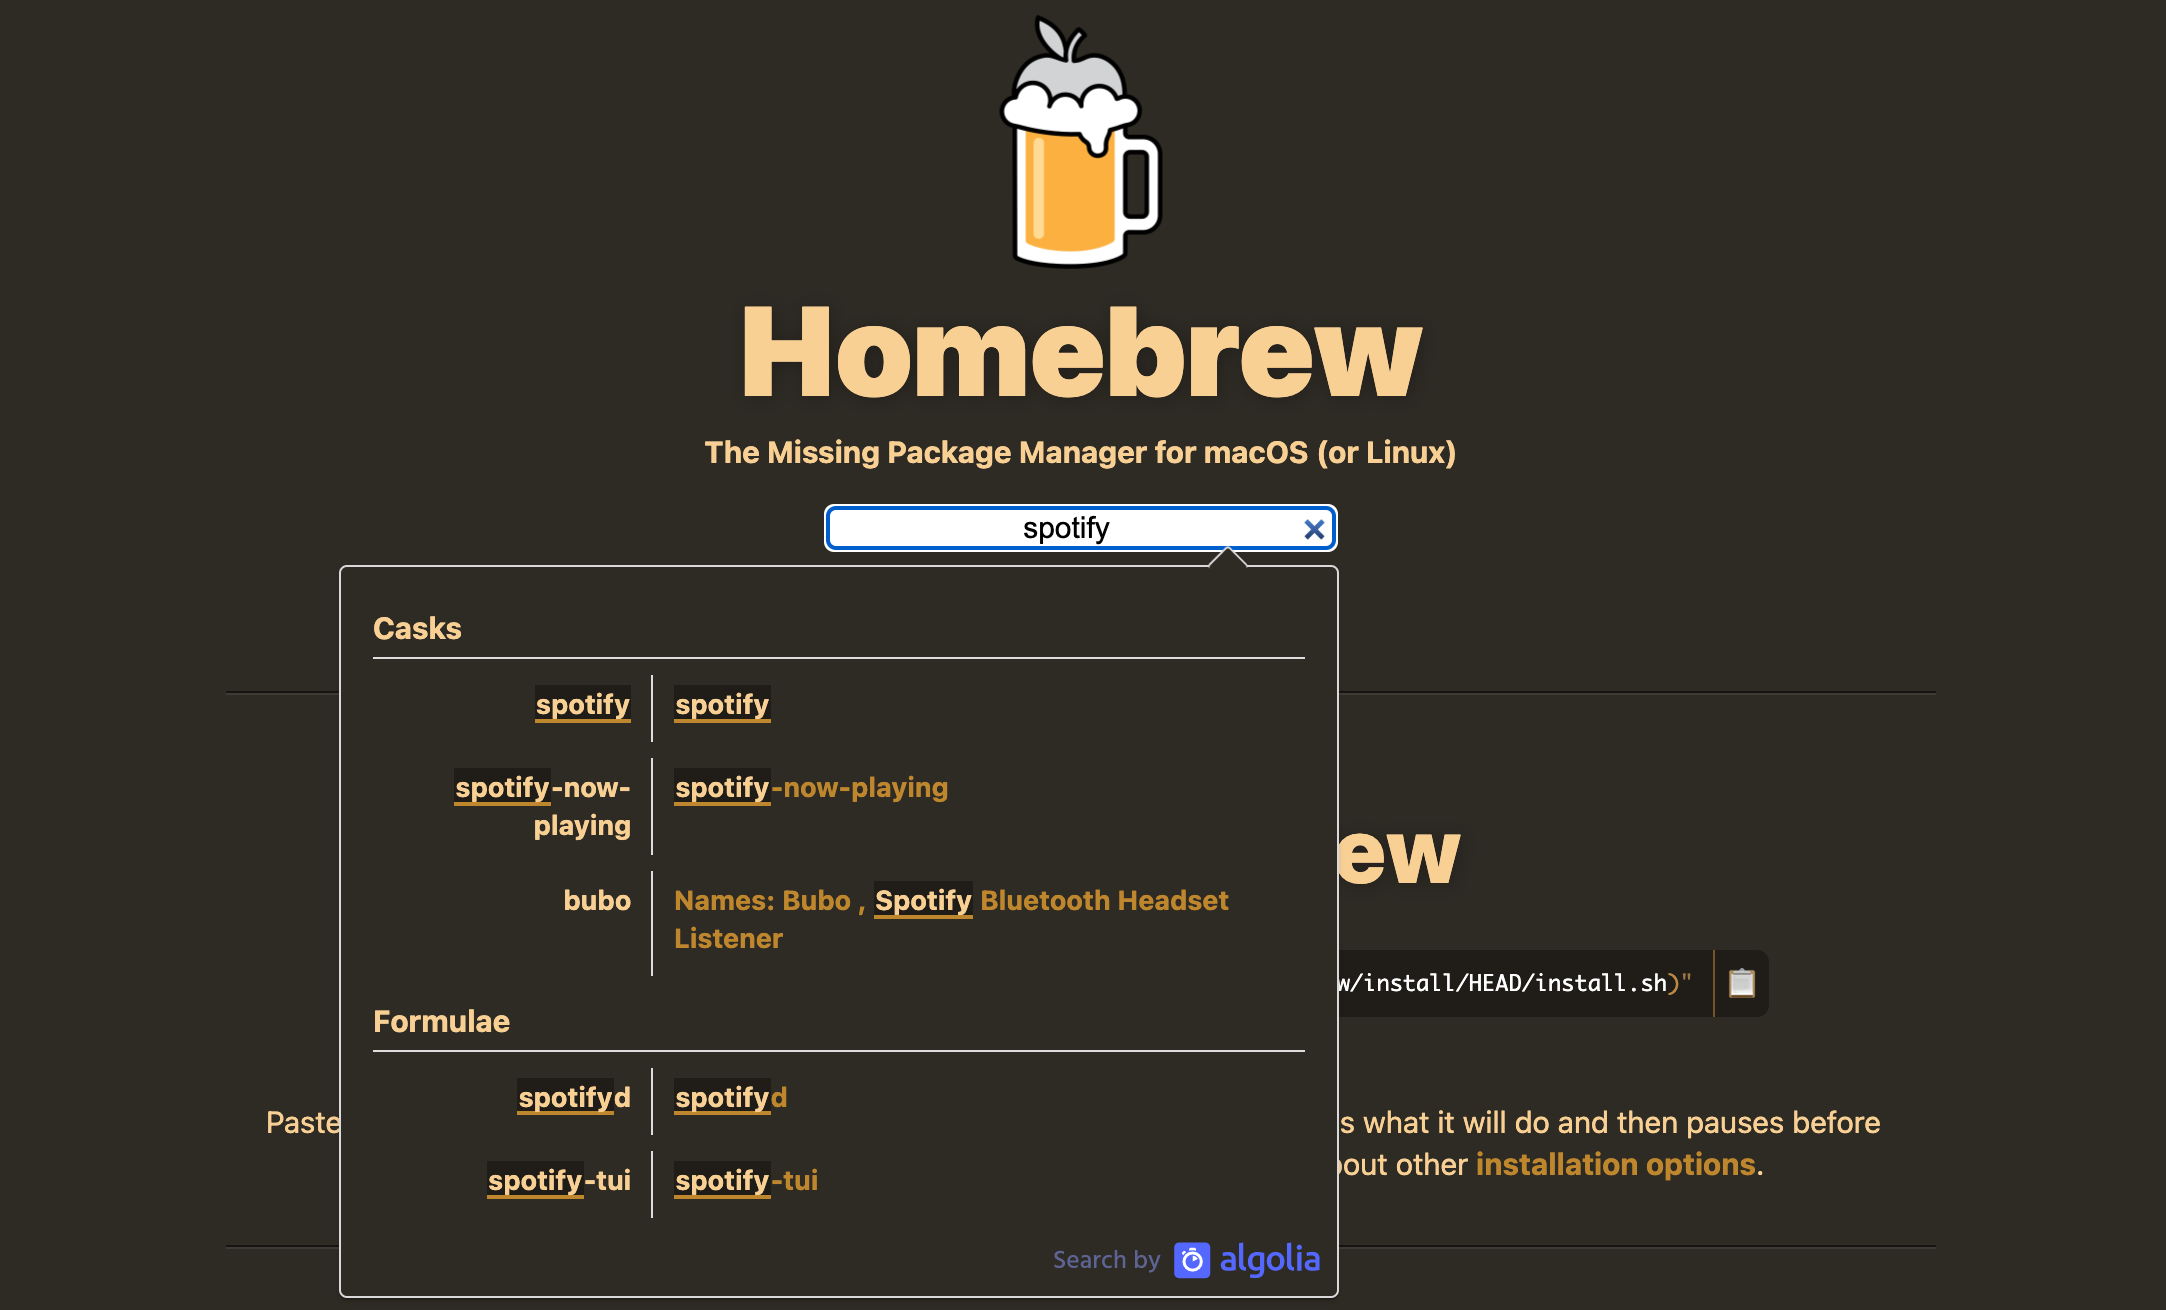 Homebrew
The Missing Package Manager for macOS (or Linux)
spotify
Casks
spotify spotify
spotify-now- spotify-now-playing
playing
bubo Names: Bubo , Spotify Bluetooth Headset
Listener
Formulae
spotifyd spotifyd
spotify-tui spotify-tui
Search by algolia
ew
w/install/HEAD/install.sh)"
Paste
s what it will do and then pauses before
out other installation options.